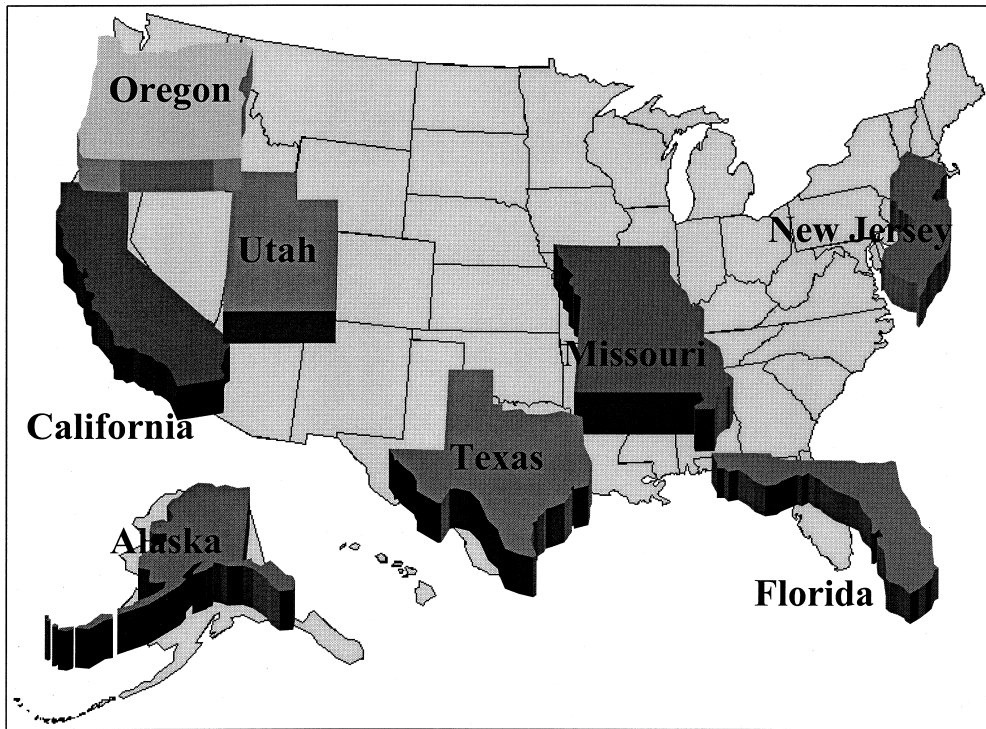 Oregon
New Jersey
Utah
Missouri
California
Texas
Alaska
Florida